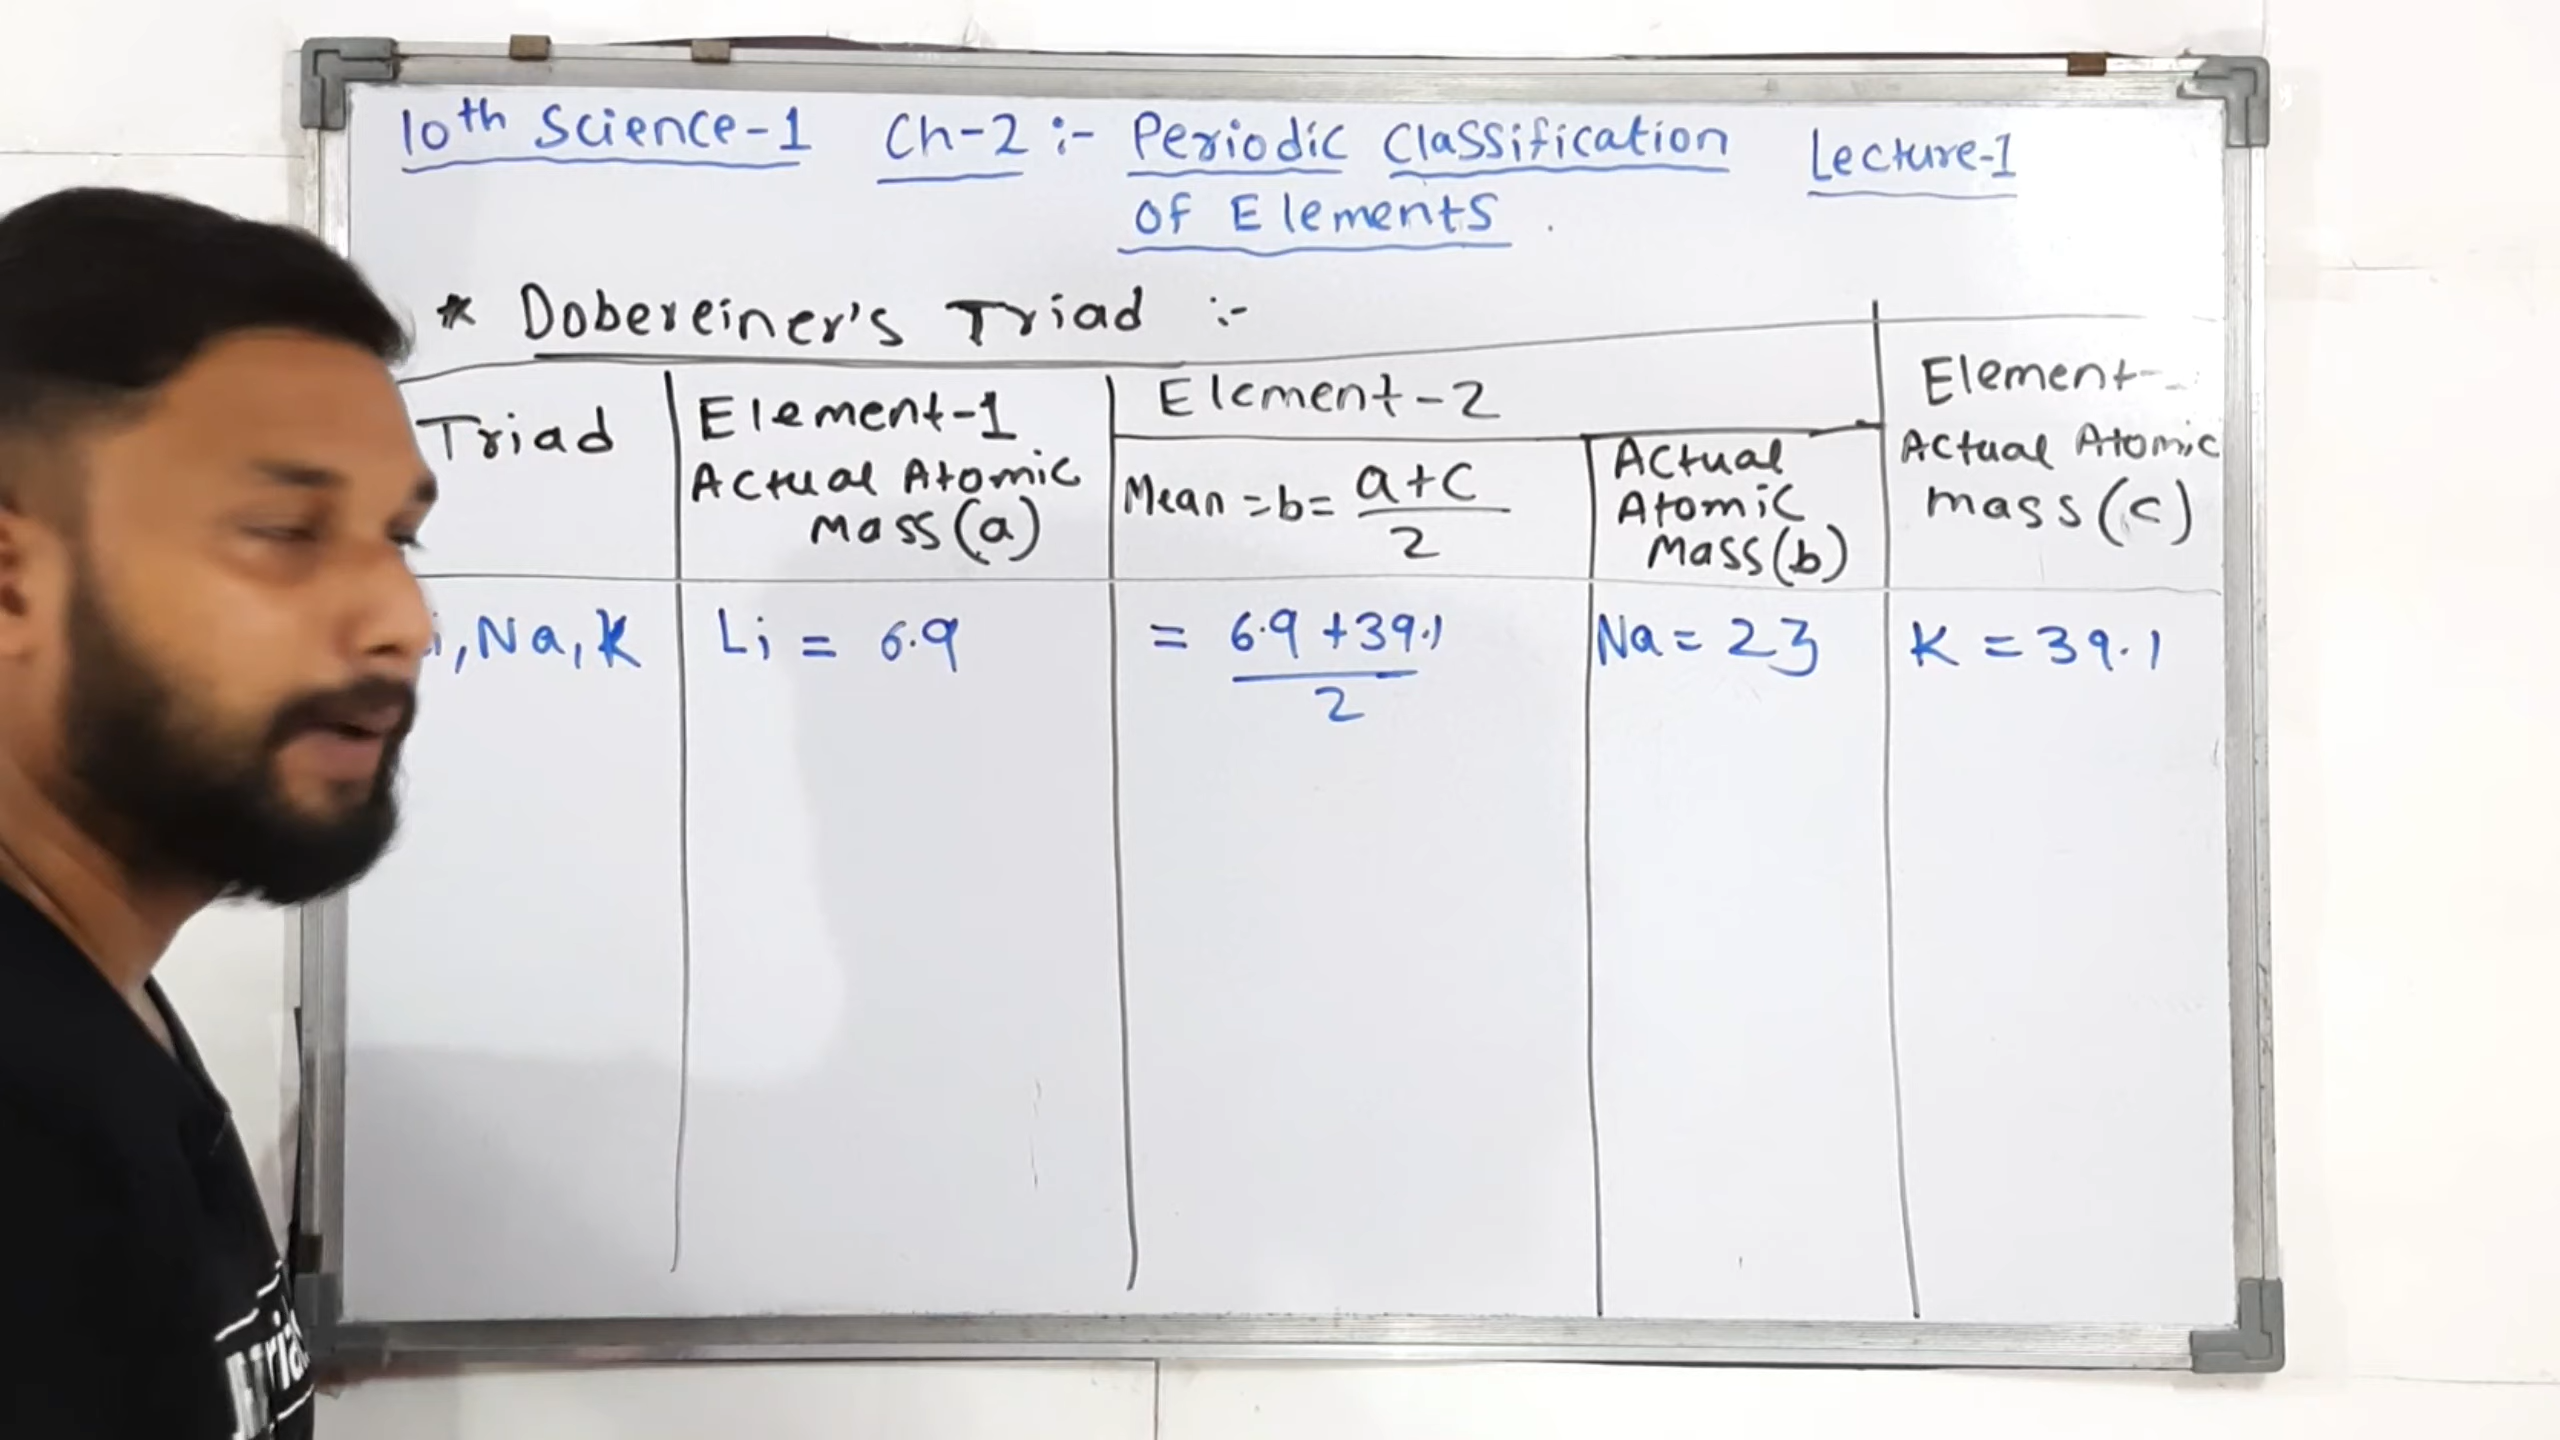 10th Science-1 Ch-2 :- Periodic Classification Lecture-1
of Elements.
* Dobereiner's Triad :-
Triad
Element-1
Actual Atomic
Mass (a)
Element-2
Mean = b = a+c
2
Actual
Atomic
Mass (b)
Element-
Actual Atomic
mass (c)
i, Na, K
Li = 6.9
= 6.9 + 39.1
2
Na = 23
K = 39.1